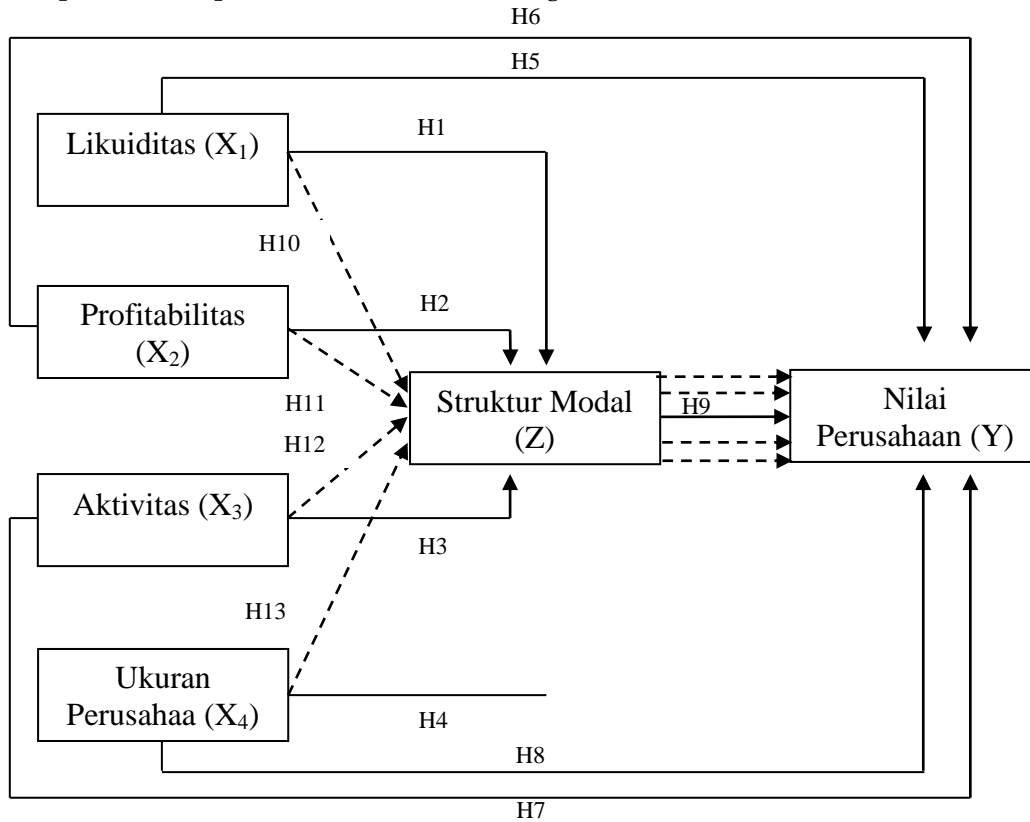 H6
H5
Likuiditas (X₁)
H1
H10
Profitabilitas
(X₂)
H2
H11
Struktur Modal
(Z)
H9
Nilai
Perusahaan (Y)
H12
Aktivitas (X₃)
H3
H13
Ukuran
Perusahaa (X₄)
H4
H8
H7